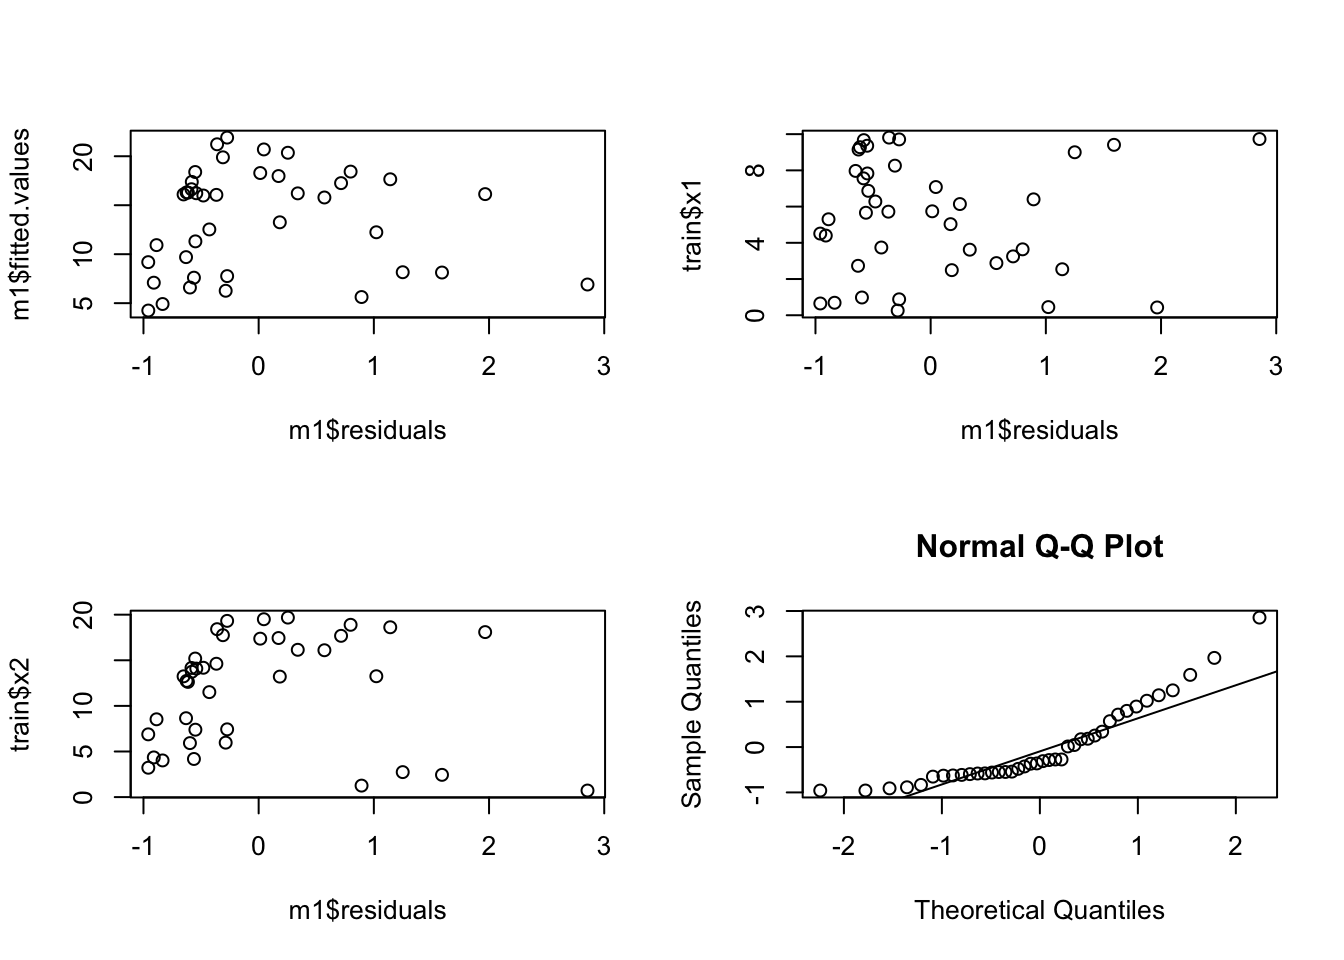 m1$fitted.values
5 10 20
-1 0 1 2 3
m1$residuals
train$x1
0 4 8
-1 0 1 2 3
m1$residuals
train$x2
0 5 10 20
-1 0 1 2 3
m1$residuals
Normal Q-Q Plot
Sample Quantiles
-1 0 1 2 3
-2 -1 0 1 2
Theoretical Quantiles